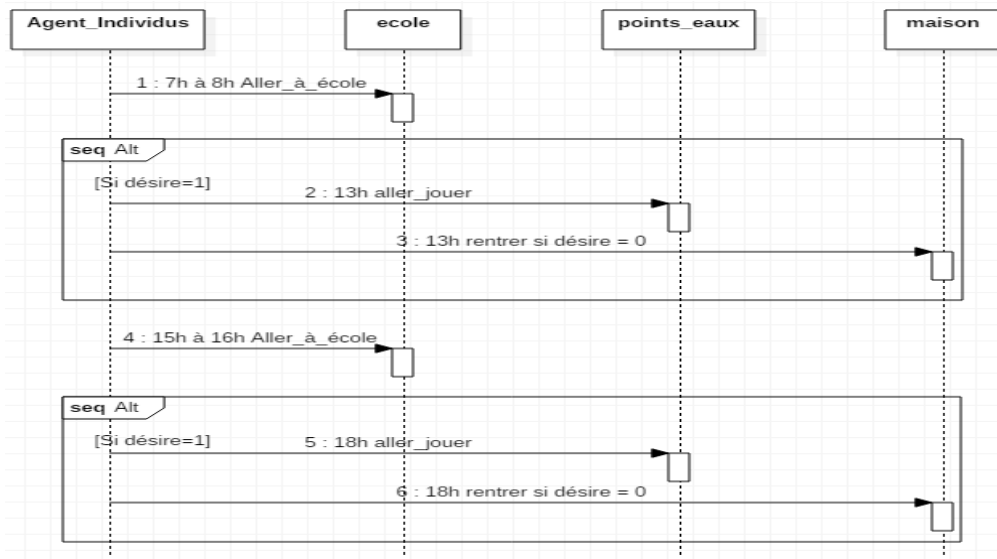 Agent_Individus
ecole
points_eaux
maison
1 : 7h à 8h Aller_à_école
seq Alt
[Si désire=1]
2 : 13h aller_jouer
3 : 13h rentrer si désire = 0
4 : 15h à 16h Aller_à_école
seq Alt
[Si désire=1]
5 : 18h aller_jouer
6 : 18h rentrer si désire = 0